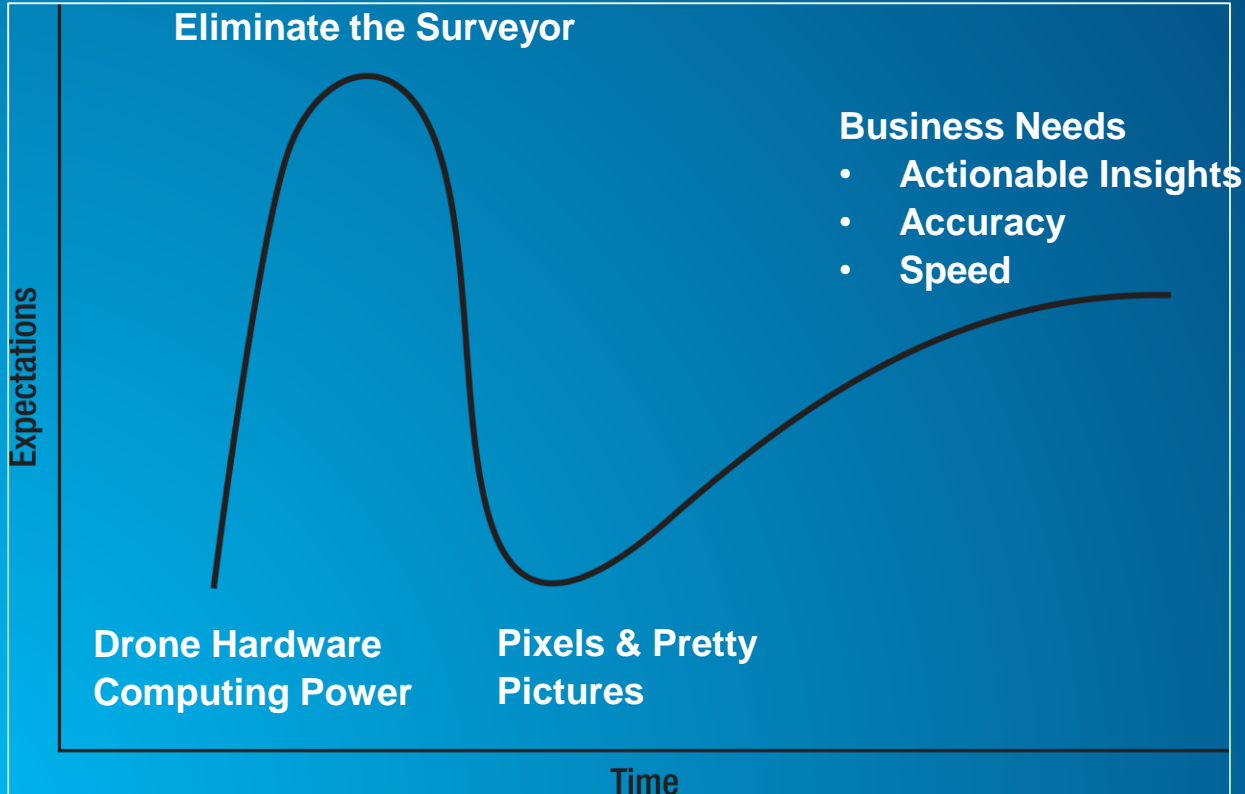 Eliminate the Surveyor
Business Needs
• Actionable Insights
• Accuracy
• Speed
Expectations
Drone Hardware
Computing Power
Pixels & Pretty
Pictures
Time